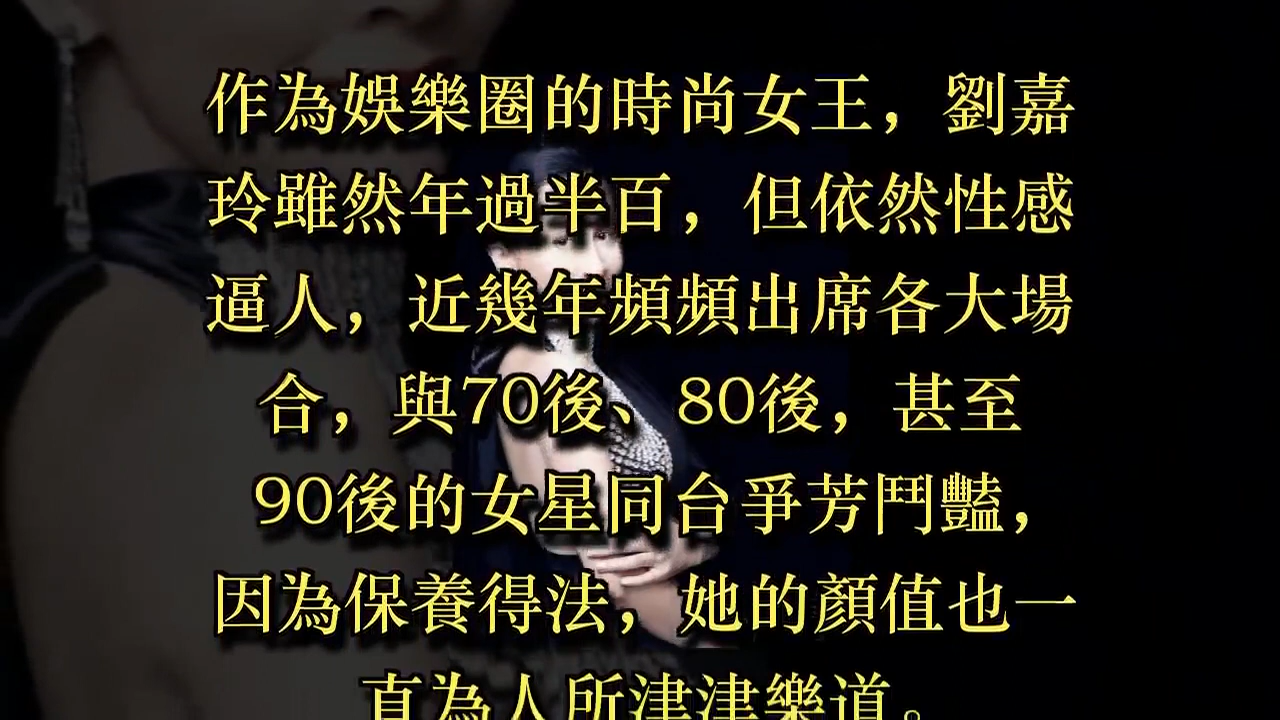 作為娛樂圈的時尚女王，劉嘉
玲雖然年過半百，但依然性感
逼人，近幾年頻頻出席各大場
合，與70後、80後，甚至
90後的女星同台爭芳鬥豔，
因為保養得法，她的顏值也一
直為人所津津樂道。